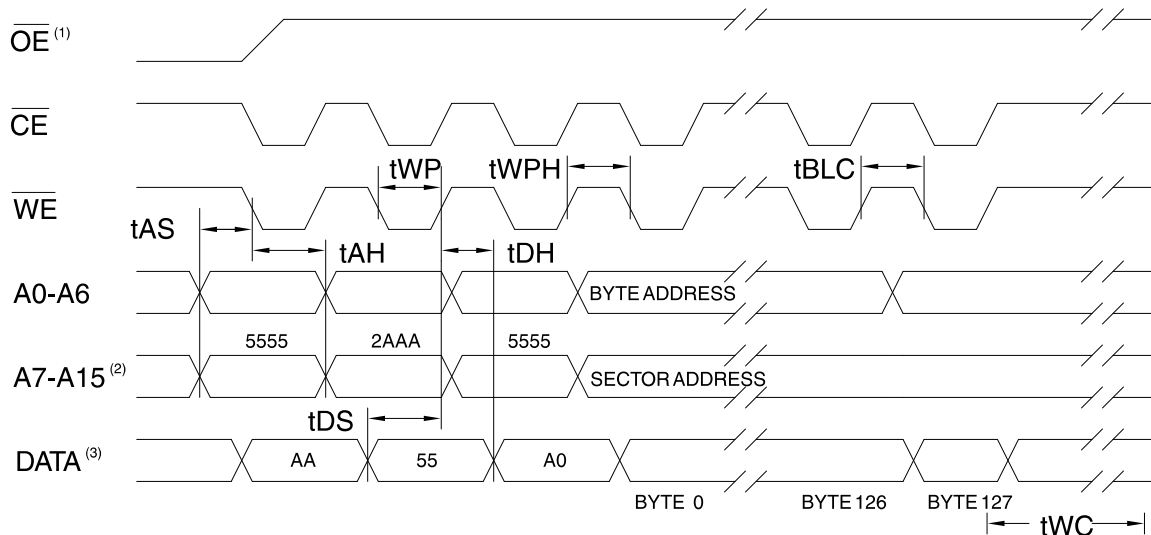 OE (1)
CE
tWP tWPH tBLC
WE
tAS
tAH tDH
A0-A6 BYTE ADDRESS
5555 2AAA 5555
A7-A15 (2) SECTOR ADDRESS
tDS
DATA (3) AA 55 A0
BYTE 0 BYTE 126 BYTE 127
tWC